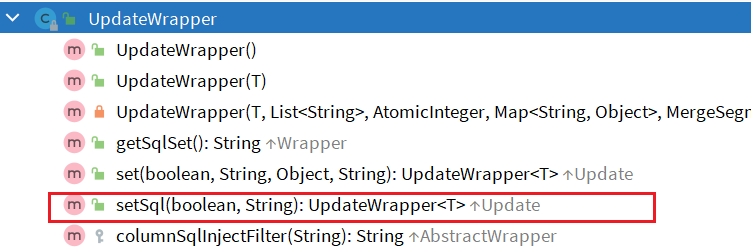 UpdateWrapper
UpdateWrapper()
UpdateWrapper(T)
UpdateWrapper(T, List<String>, AtomicInteger, Map<String, Object>, MergeSegm
getSqlSet(): String ↑Wrapper
set(boolean, String, Object, String): UpdateWrapper<T> ↑Update
setSql(boolean, String): UpdateWrapper<T> ↑Update
columnSqlInjectFilter(String): String ↑AbstractWrapper